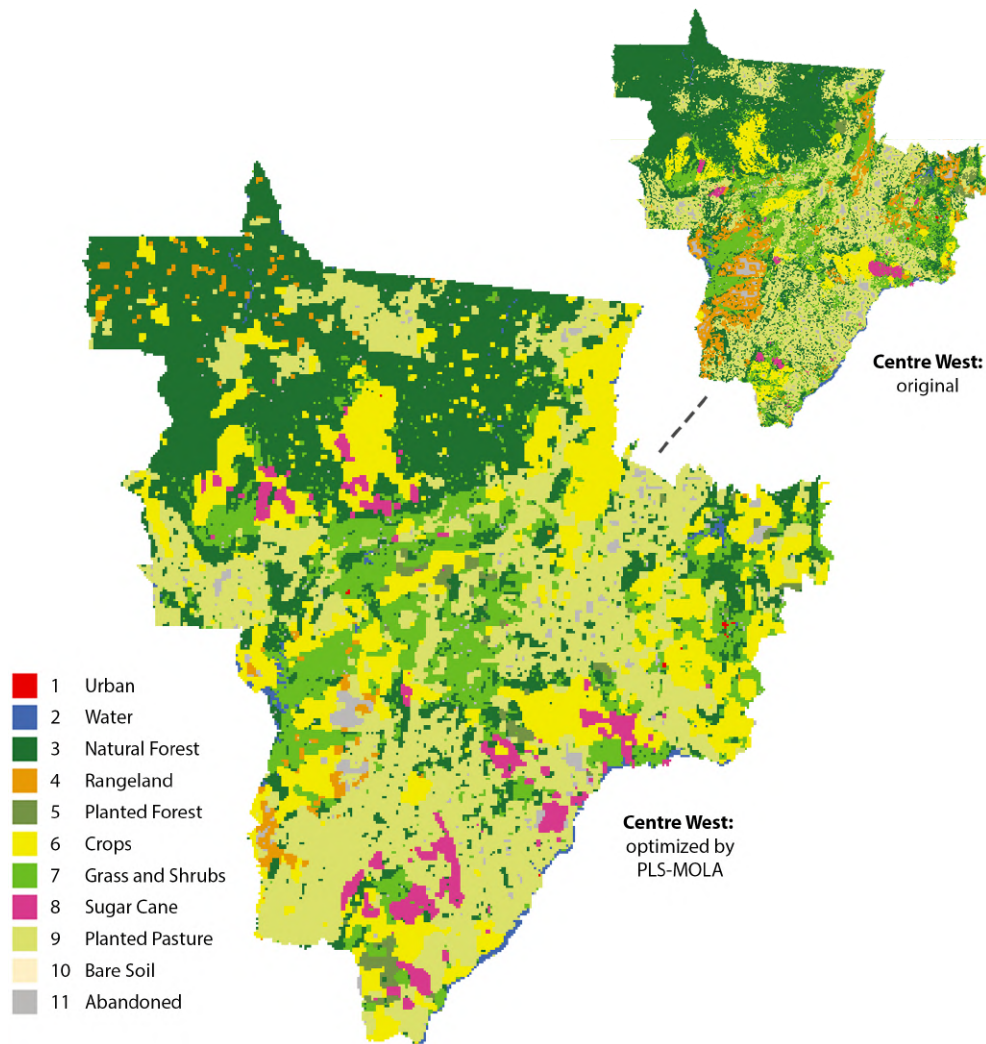 Centre West:
original
1 Urban
2 Water
3 Natural Forest
4 Rangeland
5 Planted Forest
6 Crops
7 Grass and Shrubs
8 Sugar Cane
9 Planted Pasture
10 Bare Soil
11 Abandoned
Centre West:
optimized by
PLS-MOLA